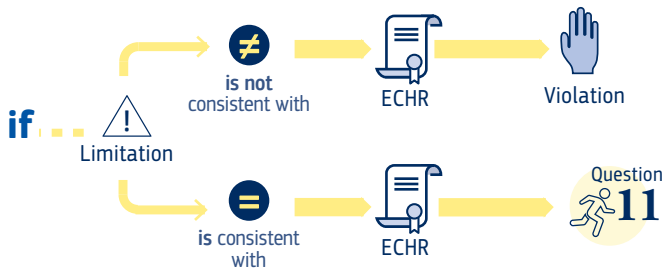 if
!
Limitation
≠
is not
consistent with
ECHR
Violation
=
is consistent
with
ECHR
Question
11